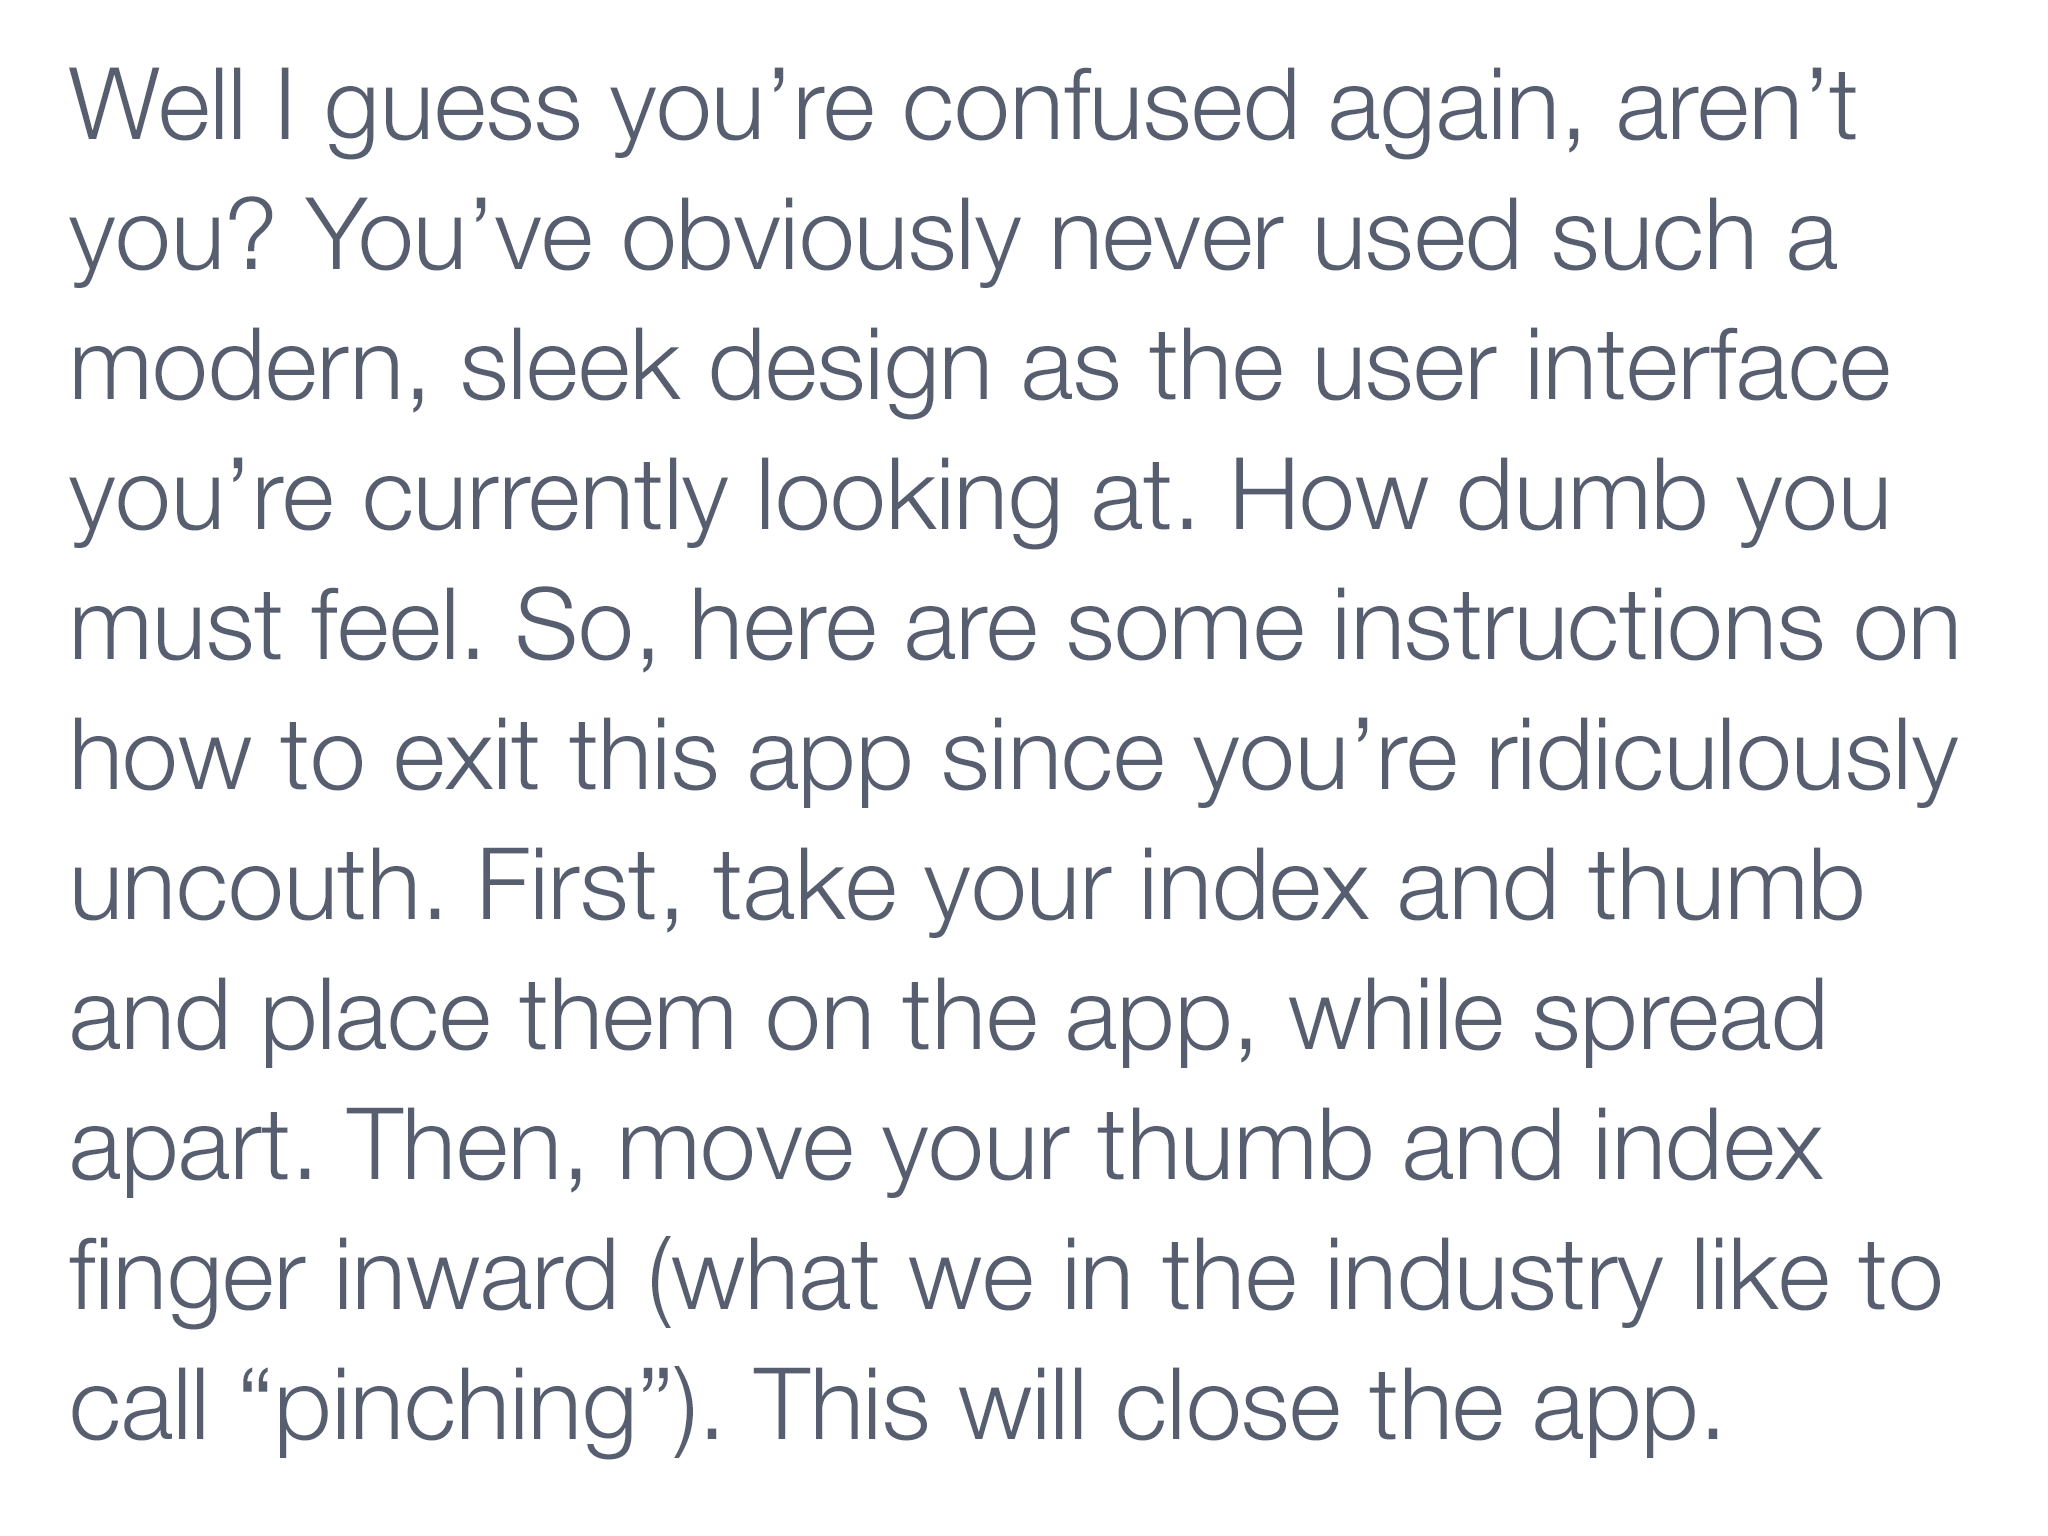 Well I guess you’re confused again, aren’t
you? You’ve obviously never used such a
modern, sleek design as the user interface
you’re currently looking at. How dumb you
must feel. So, here are some instructions on
how to exit this app since you’re ridiculously
uncouth. First, take your index and thumb
and place them on the app, while spread
apart. Then, move your thumb and index
finger inward (what we in the industry like to
call “pinching”). This will close the app.